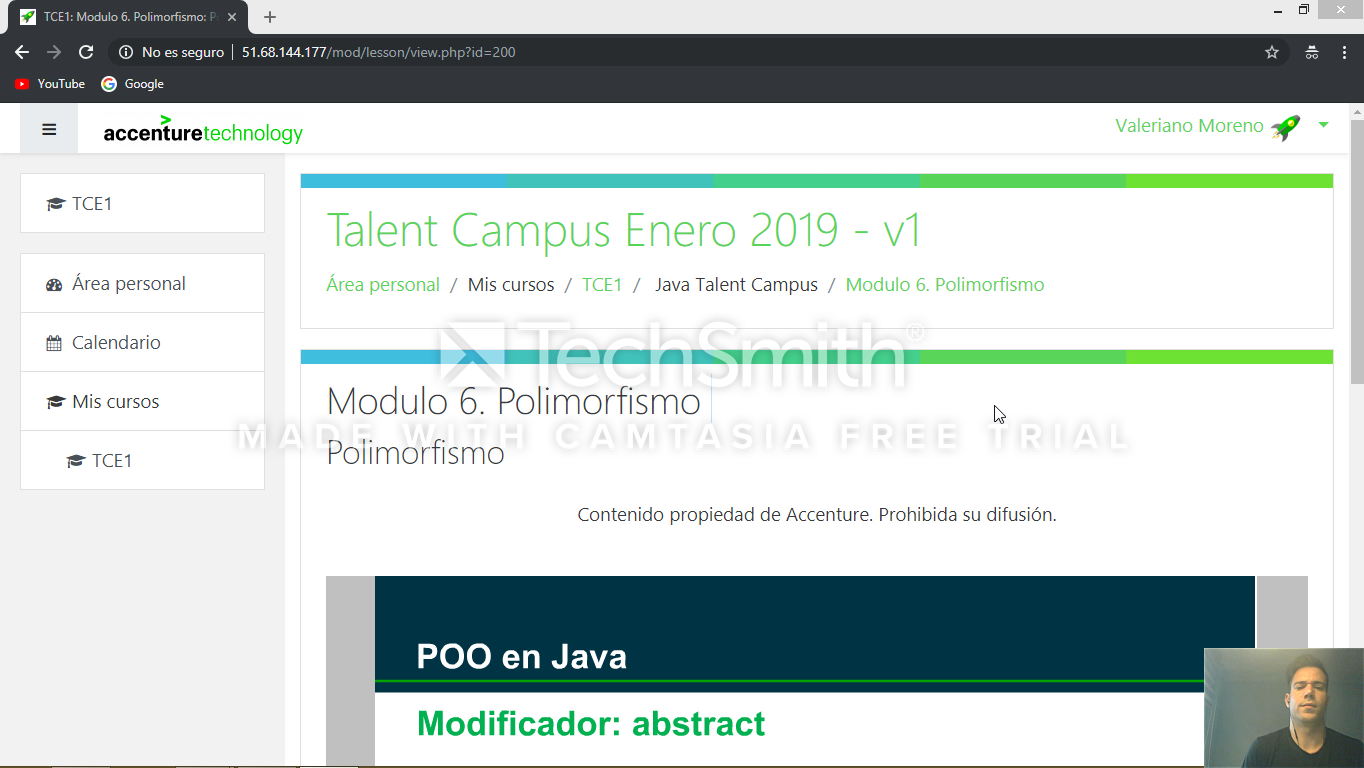 TCE1: Modulo 6. Polimorfismo: P
No es seguro
51.68.144.177/mod/lesson/view.php?id=200
YouTube
Google
accenturetechnology
Valeriano Moreno
TCE1
Área personal
Calendario
Mis cursos
TCE1
Talent Campus Enero 2019 - v1
Área personal / Mis cursos / TCE1 / Java Talent Campus / Modulo 6. Polimorfismo
TechSmith®
MADE WITH CAMTASIA FREE TRIAL
Modulo 6. Polimorfismo
Polimorfismo
Contenido propiedad de Accenture. Prohibida su difusión.
POO en Java
Modificador: abstract